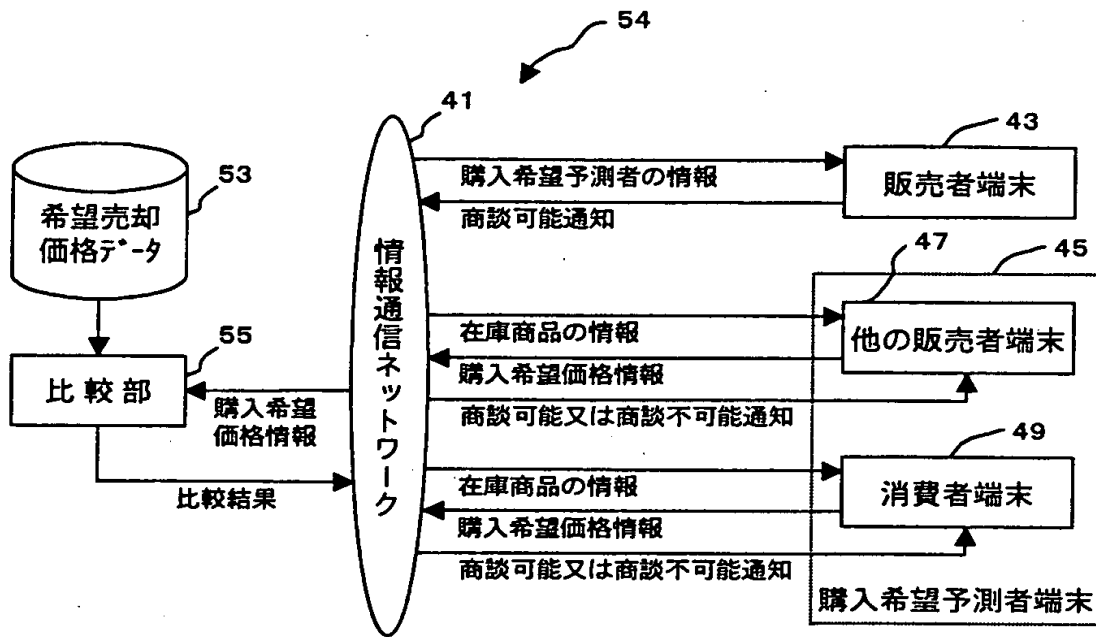 54
41
53
希望売却
価格データ
43
購入希望予測者の情報
販売者端末
商談可能通知
47
45
情報通信ネットワーク
在庫商品の情報
他の販売者端末
購入希望価格情報
商談可能又は商談不可能通知
55
比較部
購入希望
価格情報
比較結果
49
在庫商品の情報
消費者端末
購入希望価格情報
商談可能又は商談不可能通知
購入希望予測者端末